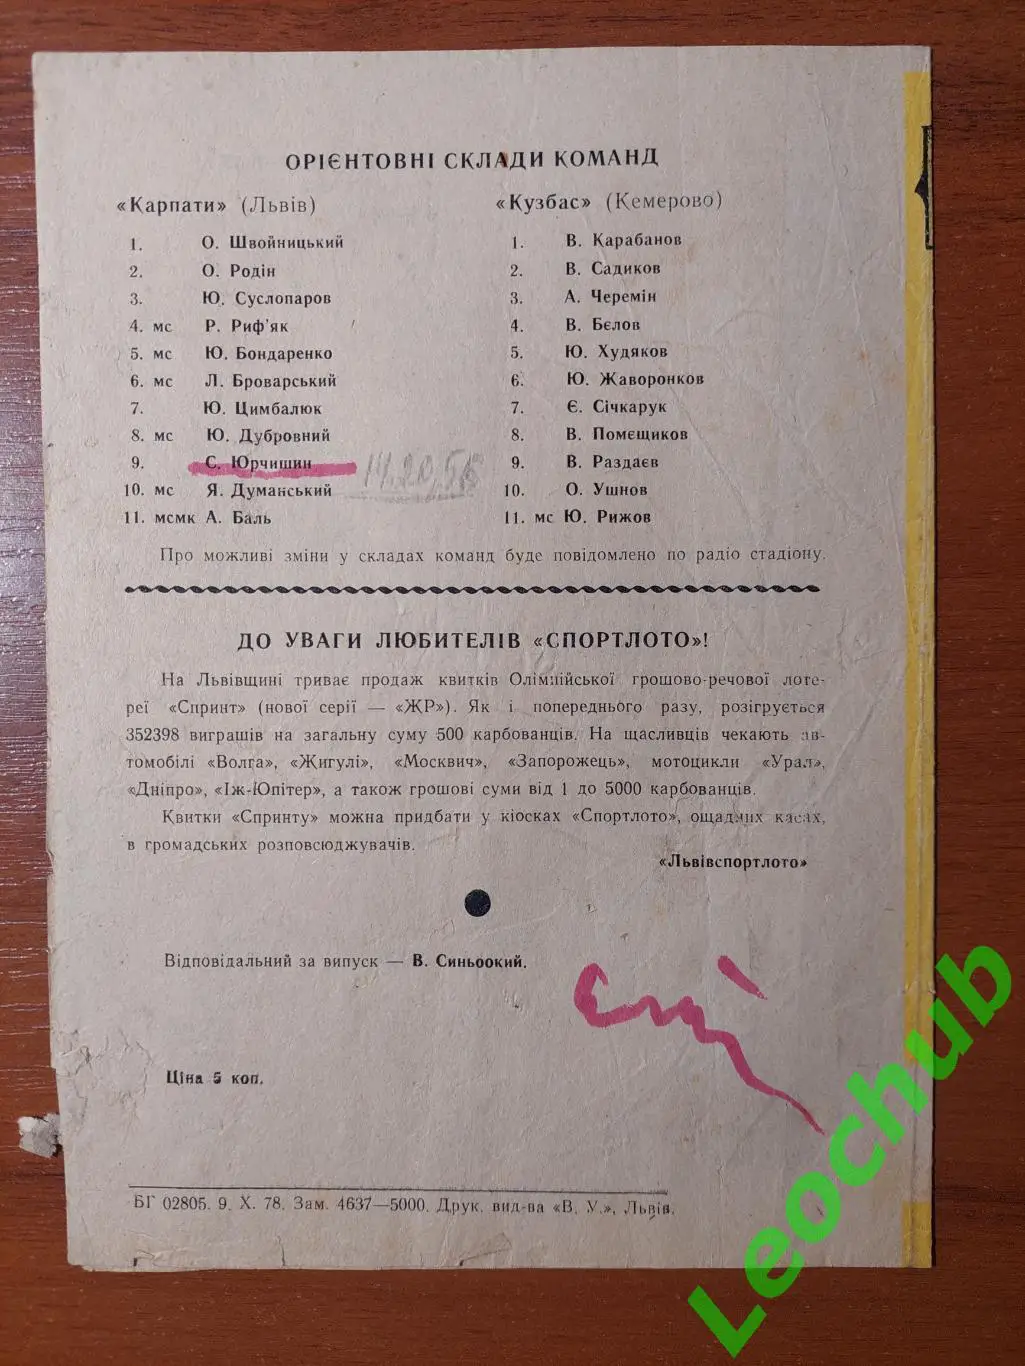 ОРІЄНТОВНІ СКЛАДИ КОМАНД
«Карпати» (Львів)
1. О. Швойницький
2. О. Родін
3. Ю. Суслопаров
4. мс Р. Риф'як
5. мс Ю. Бондаренко
6. мс Л. Броварський
7. Ю. Цимбалюк
8. мс Ю. Дубровний
9. С. Юрчишин
10. мс Я. Думанський
11. мсмк А. Баль
«Кузбас» (Кемерово)
1. В. Карабанов
2. В. Садиков
3. А. Черемін
4. В. Бєлов
5. Ю. Худяков
6. Ю. Жаворонков
7. Є. Січкарук
8. В. Помєщиков
9. В. Раздаєв
10. О. Ушнов
11. мс Ю. Рижов
Про можливі зміни у складах команд буде повідомлено по радіо стадіону.
ДО УВАГИ ЛЮБИТЕЛІВ «СПОРТЛОТО»!
На Львівщині триває продаж квитків Олімпійської грошово-речової лоте-
реї «Спринт» (нової серії — «ЖР»). Як і попереднього разу, розігрується
352398 виграшів на загальну суму 500 карбованців. На щасливців чекають ав-
томобілі «Волга», «Жигулі», «Москвич», «Запорожець», мотоцикли «Урал»,
«Дніпро», «Іж-Юпітер», а також грошові суми від 1 до 5000 карбованців.
Квитки «Спринту» можна придбати у кіосках «Спортлото», ощадних касах,
в громадських розповсюджувачів.
«Львівспортлото»
Відповідальний за випуск — В. Синьоокий.
Ціна 5 коп.
БГ 02805. 9. X. 78. Зам. 4637—5000. Друк. вид-ва «В. У.», Львів.
Leochub